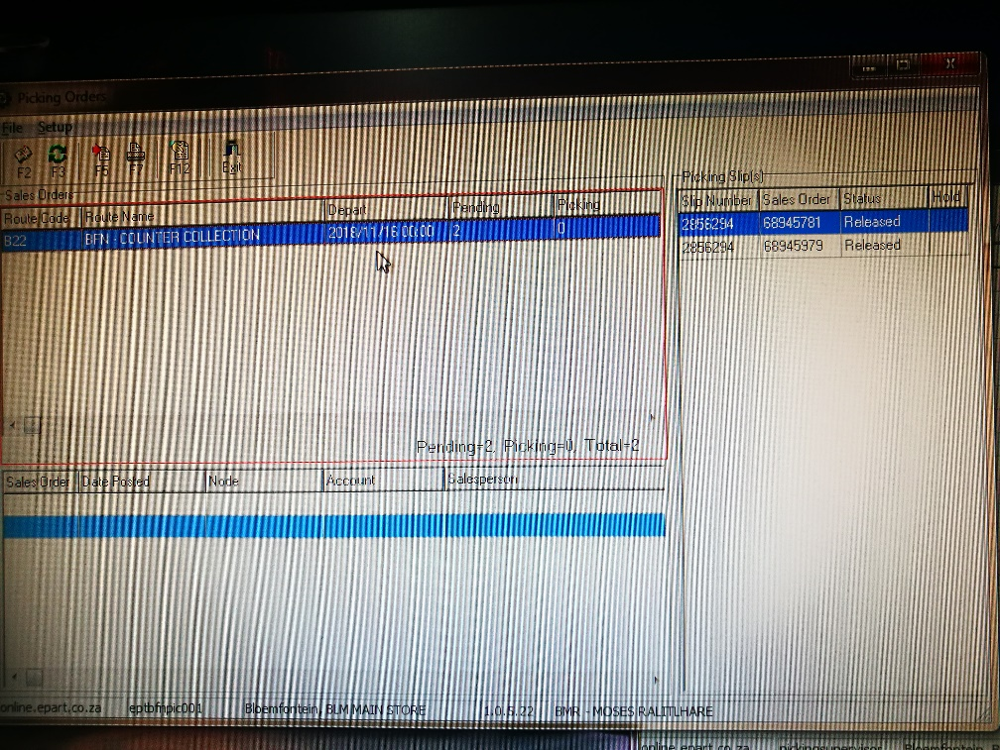 Picking Orders
File Setup
F2 F3 F5 F7 F12 Exit
Sales Orders
Route Code Route Name Depart Pending Picking
B22 BFN - COUNTER COLLECTION 2018/11/16 00:00 2 0
Pending=2, Picking=0, Total=2
Picking Slip(s)
Slip Number Sales Order Status Hold
2856294 68945781 Released
2856294 68945979 Released
Sales Order Date Posted Node Account Salesperson
online.epart.co.za eptbfnpic001 Bloemfontein, BLM MAIN STORE 1.0.5.22 BMR - MOSES RALITLHARE
online.epart.co.za pickingsupervisor Bloemfontein